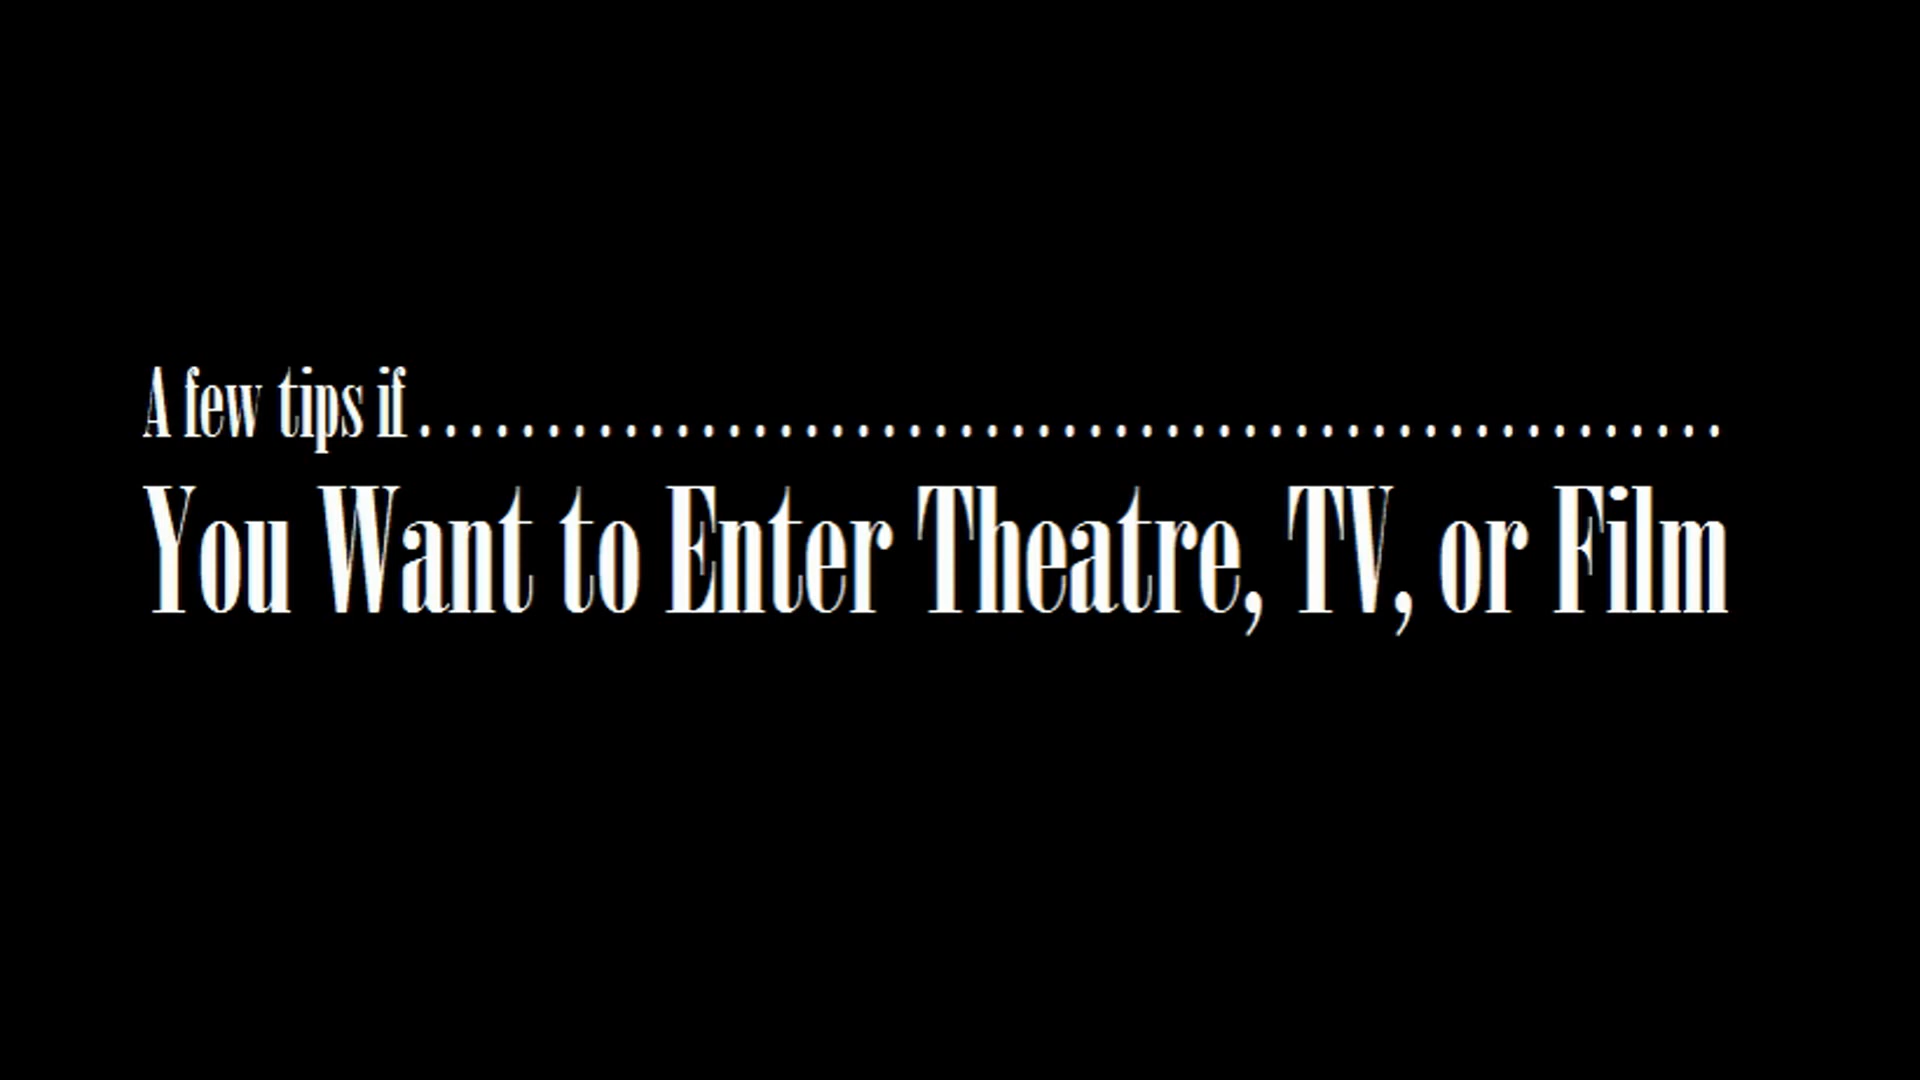 A few tips if...................................................
You Want to Enter Theatre, TV, or Film